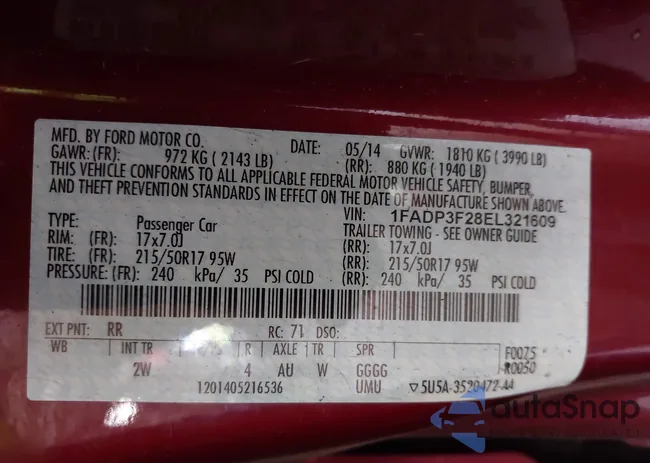 MFD. BY FORD MOTOR CO. DATE: 05/14 GVWR: 1810 KG ( 3990 LB)
GAWR: (FR): 972 KG ( 2143 LB) (RR): 880 KG ( 1940 LB)
THIS VEHICLE CONFORMS TO ALL APPLICABLE FEDERAL MOTOR VEHICLE SAFETY, BUMPER,
AND THEFT PREVENTION STANDARDS IN EFFECT ON THE DATE OF MANUFACTURE SHOWN ABOVE.
VIN: 1FADP3F28EL321609
TYPE: Passenger Car TRAILER TOWING - SEE OWNER GUIDE
RIM: (FR): 17x7.0J (RR): 17x7.0J
TIRE: (FR): 215/50R17 95W (RR): 215/50R17 95W
PRESSURE: (FR): 240 kPa/ 35 PSI COLD (RR): 240 kPa/ 35 PSI COLD
EXT PNT: RR RC: 71 DSO:
WB INT TR R AXLE TR SPR F0075
2W 4 AU W GGGG R0050
1201405216536 UMU ▽5U5A-3520472-AA
autoSnap